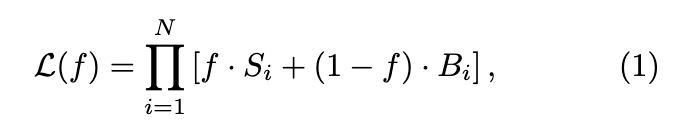 ℒ(f) = ∏_{i=1}^{N} [f · S_i + (1 − f) · B_i] , (1)